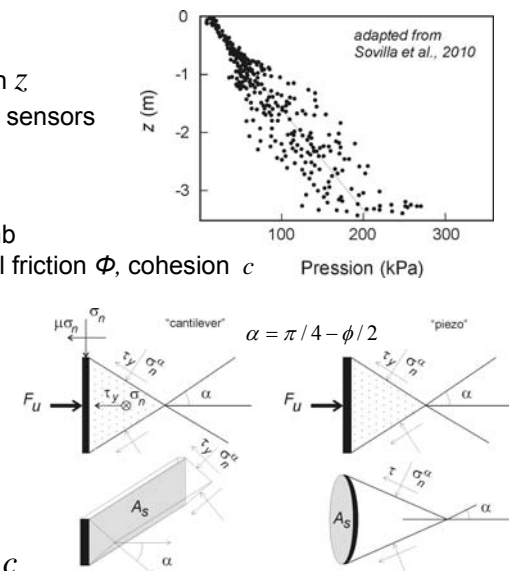 0
adapted from
Sovilla et al., 2010
n z
sensors
-1
z (m)
-2
-3
mb
l friction Φ, cohesion c
100 200 300
Pression (kPa)
σn "cantilever" α = π/4 − ϕ/2 "piezo"
μσn
τy σnα τy σnα
Fu τy σn α Fu α
τy σnα τ σnα
As As
α α
c